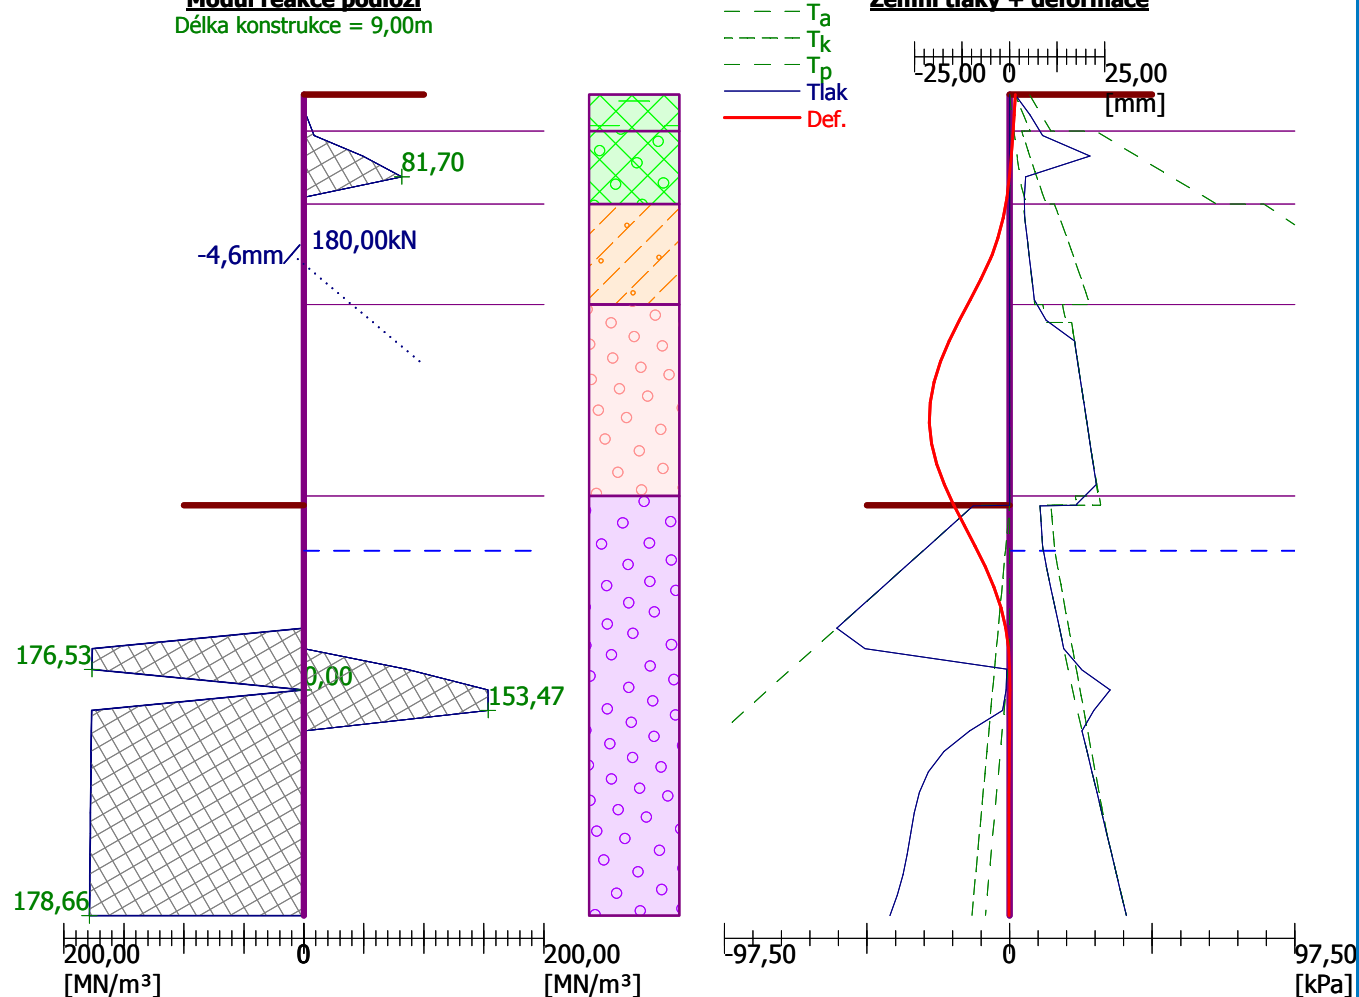 Modul reakce podloží
Délka konstrukce = 9,00m
81,70
-4,6mm
180,00kN
176,53
0,00
153,47
178,66
200,00
0
200,00
[MN/m³]
[MN/m³]
Zemní tlaky + deformace
Ta
Tk
Tp
Tlak
Def.
-25,00
0
25,00
[mm]
-97,50
0
97,50
[kPa]